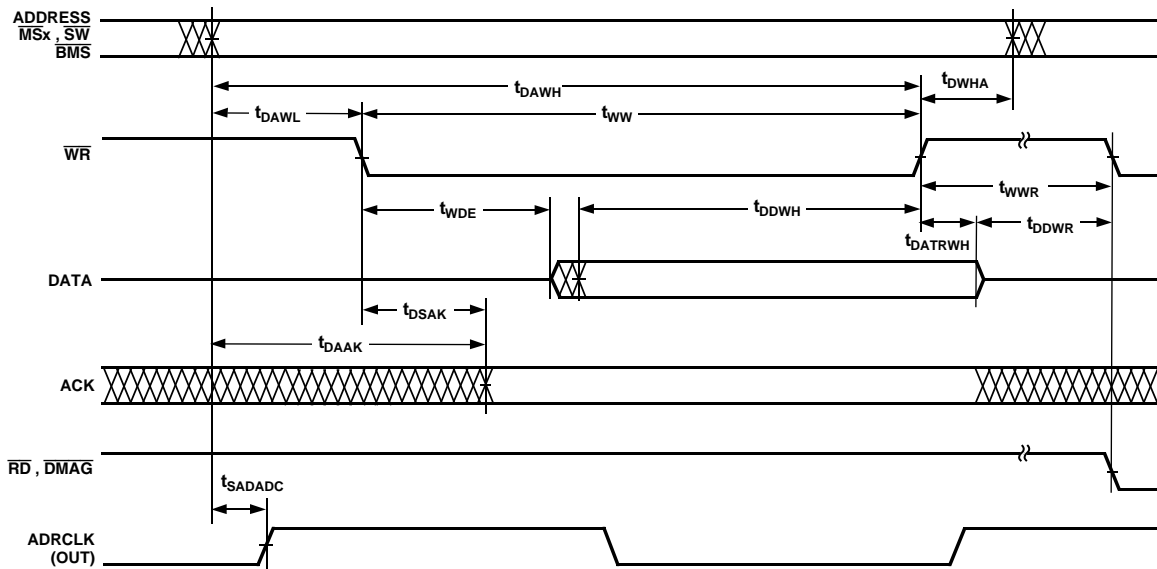 ADDRESS
MSx , SW
BMS
tDAWH
tDWHA
tDAWL
tWW
WR
tWWR
tWDE
tDDWH
tDATRWH
tDDWR
DATA
tDSAK
tDAAK
ACK
RD , DMAG
tSADADC
ADRCLK
(OUT)